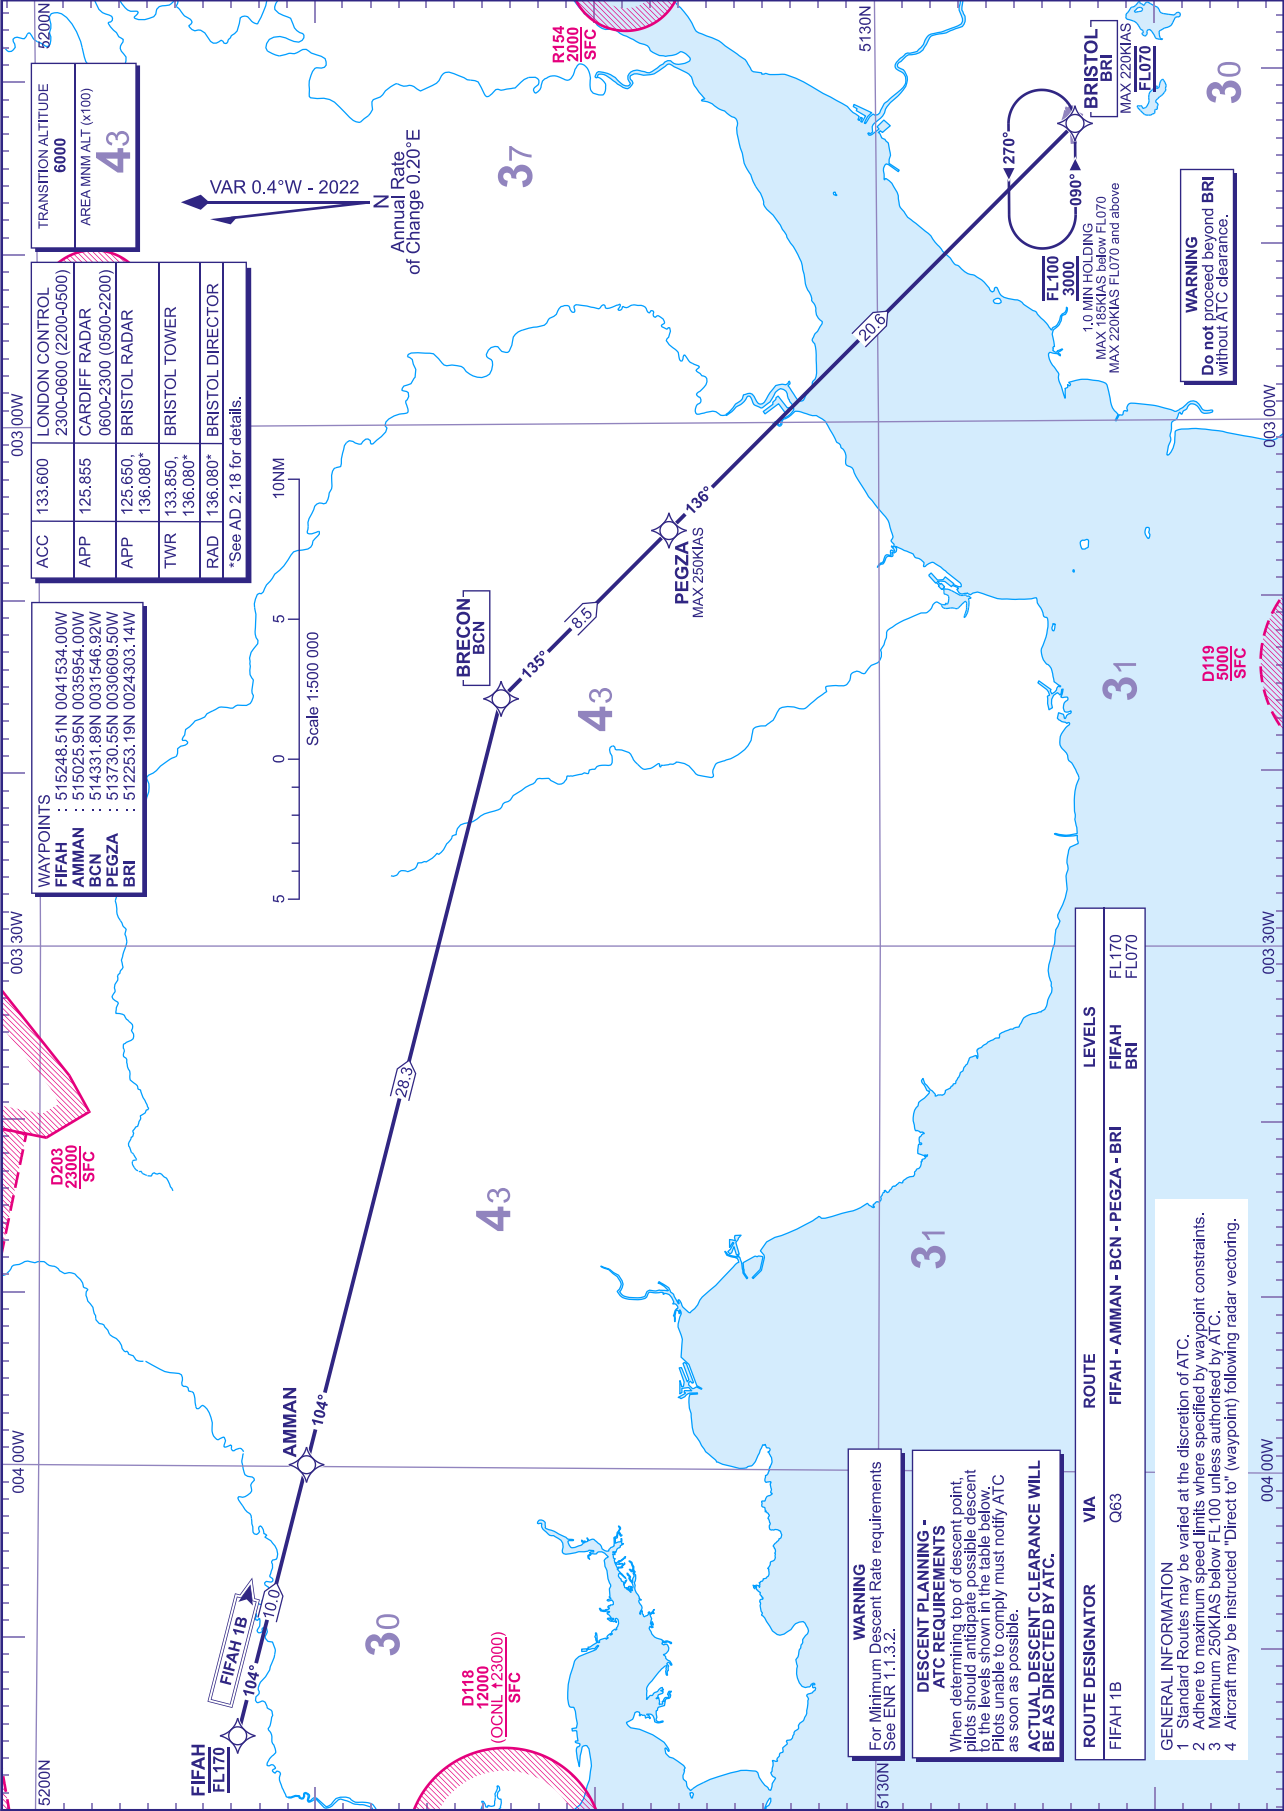 WAYPOINTS
FIFAH : 515248.51N 0041534.00W
AMMAN : 515025.95N 0035954.00W
BCN : 514331.89N 0031546.92W
PEGZA : 513730.55N 0030609.50W
BRI : 512253.19N 0024303.14W
ACC 133.600 LONDON CONTROL
2300-0600 (2200-0500)
APP 125.855 CARDIFF RADAR
0600-2300 (0500-2200)
APP 125.650, BRISTOL RADAR
136.080*
TWR 133.850, BRISTOL TOWER
136.080*
RAD 136.080* BRISTOL DIRECTOR
*See AD 2.18 for details.
TRANSITION ALTITUDE
6000
AREA MNM ALT (x100)
43
5200N
004 00W
003 30W
003 00W
5200N
D203
23000
SFC
VAR 0.4°W - 2022
N
Annual Rate
of Change 0.20°E
5 0 5 10NM
Scale 1:500 000
FIFAH
FL170
FIFAH 1B
104°
10.0
AMMAN
104°
28.3
BRECON
BCN
135°
8.5
PEGZA
MAX 250KIAS
136°
20.6
R154
2000
SFC
37
30
43
43
D118
12000
(OCNL ↑23000)
SFC
5130N
5130N
BRISTOL
BRI
MAX 220KIAS
FL070
270°
090°
FL100
3000
1.0 MIN HOLDING
MAX 185KIAS below FL070
MAX 220KIAS FL070 and above
30
31
31
D119
5000
SFC
WARNING
Do not proceed beyond BRI
without ATC clearance.
WARNING
For Minimum Descent Rate requirements
See ENR 1.1.3.2.
DESCENT PLANNING -
ATC REQUIREMENTS
When determining top of descent point,
pilots should anticipate possible descent
to the levels shown in the table below.
Pilots unable to comply must notify ATC
as soon as possible.
ACTUAL DESCENT CLEARANCE WILL
BE AS DIRECTED BY ATC.
ROUTE DESIGNATOR VIA ROUTE LEVELS
FIFAH 1B Q63 FIFAH - AMMAN - BCN - PEGZA - BRI FIFAH FL170
BRI FL070
GENERAL INFORMATION
1 Standard Routes may be varied at the discretion of ATC.
2 Adhere to maximum speed limits where specified by waypoint constraints.
3 Maximum 250KIAS below FL100 unless authorised by ATC.
4 Aircraft may be instructed "Direct to" (waypoint) following radar vectoring.
004 00W
003 30W
003 00W